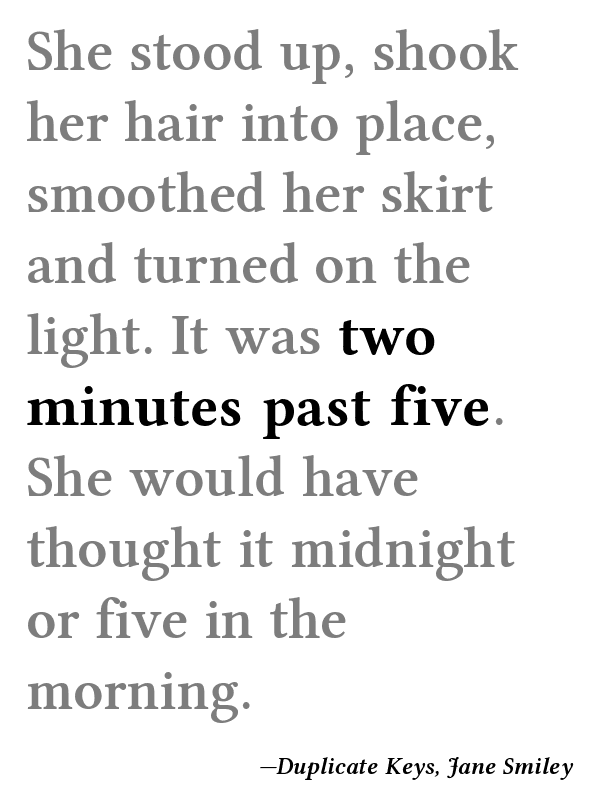 She stood up, shook
her hair into place,
smoothed her skirt
and turned on the
light. It was two
minutes past five.
She would have
thought it midnight
or five in the
morning.
—Duplicate Keys, Jane Smiley